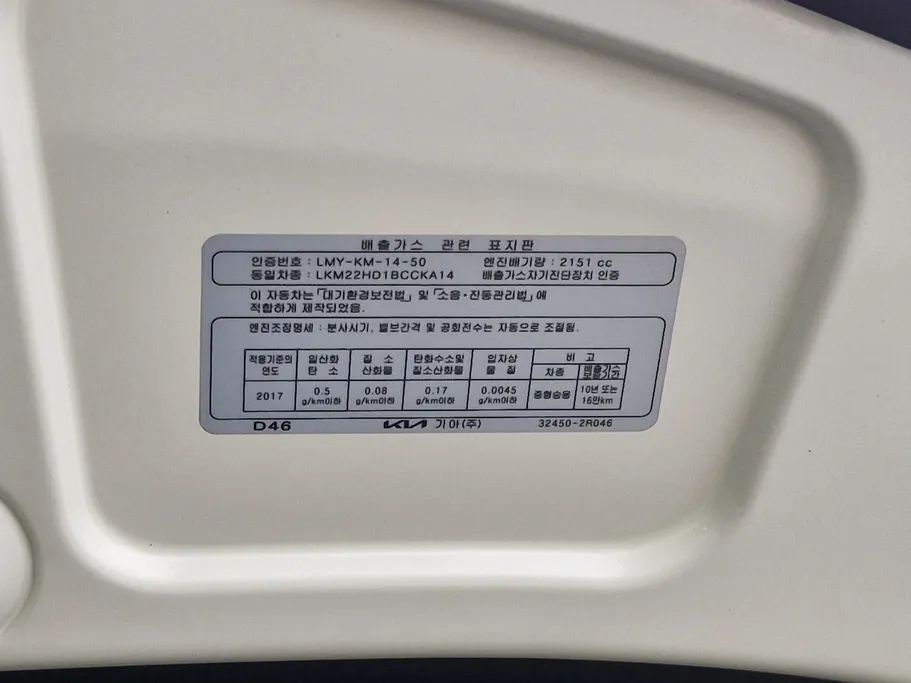 배출가스 관련 표지판
인증번호 : LMY-KM-14-50 엔진배기량 : 2151 cc
동일차종 : LKM22HD1BCCKA14 배출가스자기진단장치 인증
이 자동차는 「대기환경보전법」 및 「소음·진동관리법」에
적합하게 제작되었음.
엔진조정명세 : 분사시기, 밸브간격 및 공회전수는 자동으로 조절됨.
적용기준의 연도 일산화탄소 질소산화물 탄화수소및질소산화물 입자상물질 비고
차종 배출가스보증기간
2017 0.5 g/km이하 0.08 g/km이하 0.17 g/km이하 0.0045 g/km이하 중형승용 10년 또는 16만km
D46 KIA 기아(주) 32450-2R046